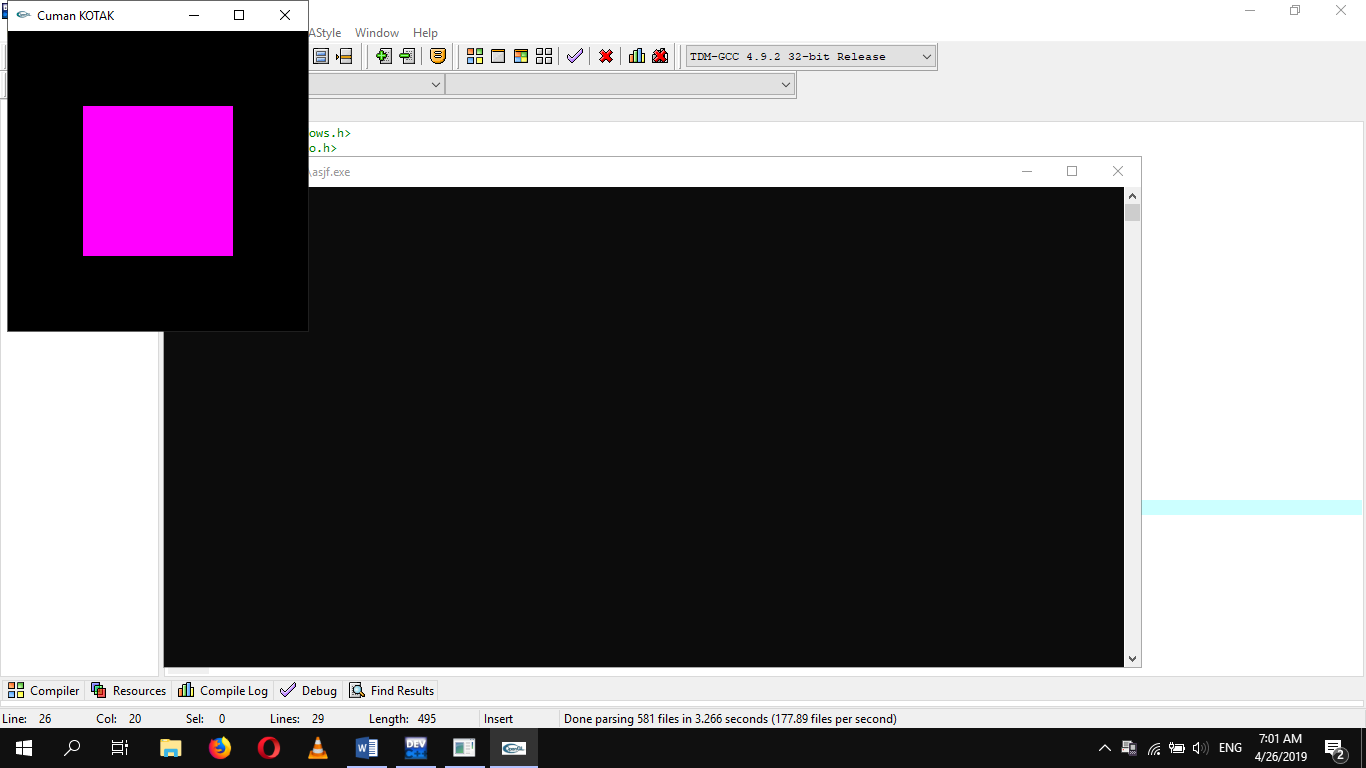 Cuman KOTAK
AStyle Window Help
TDM-GCC 4.9.2 32-bit Release
ows.h>
o.h>
\asjf.exe
Compiler Resources Compile Log Debug Find Results
Line: 26 Col: 20 Sel: 0 Lines: 29 Length: 495 Insert Done parsing 581 files in 3.266 seconds (177.89 files per second)
DEV
ENG
7:01 AM
4/26/2019
2